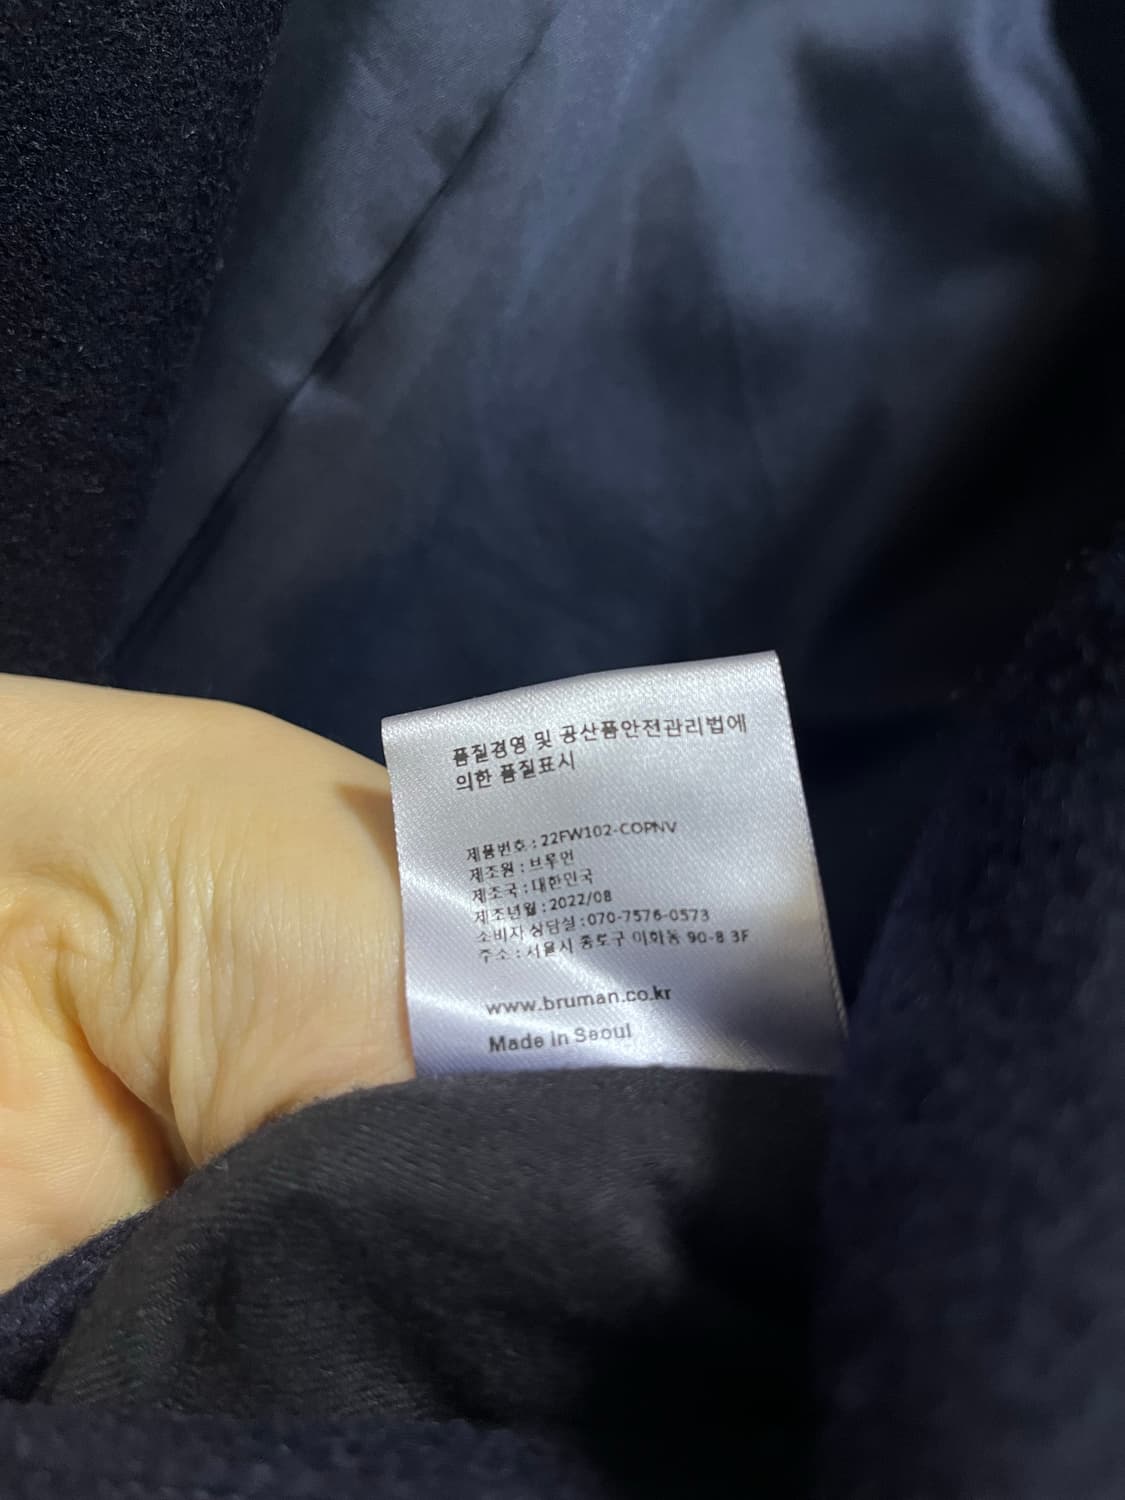 품질경영 및 공산품안전관리법에
의한 품질표시
제품번호 : 22FW102-COPNV
제조원 : 브루먼
제조국 : 대한민국
제조년월 : 2022/08
소비자 상담실 : 070-7576-0573
주소 : 서울시 종로구 이화동 90-8 3F
www.bruman.co.kr
Made in Seoul